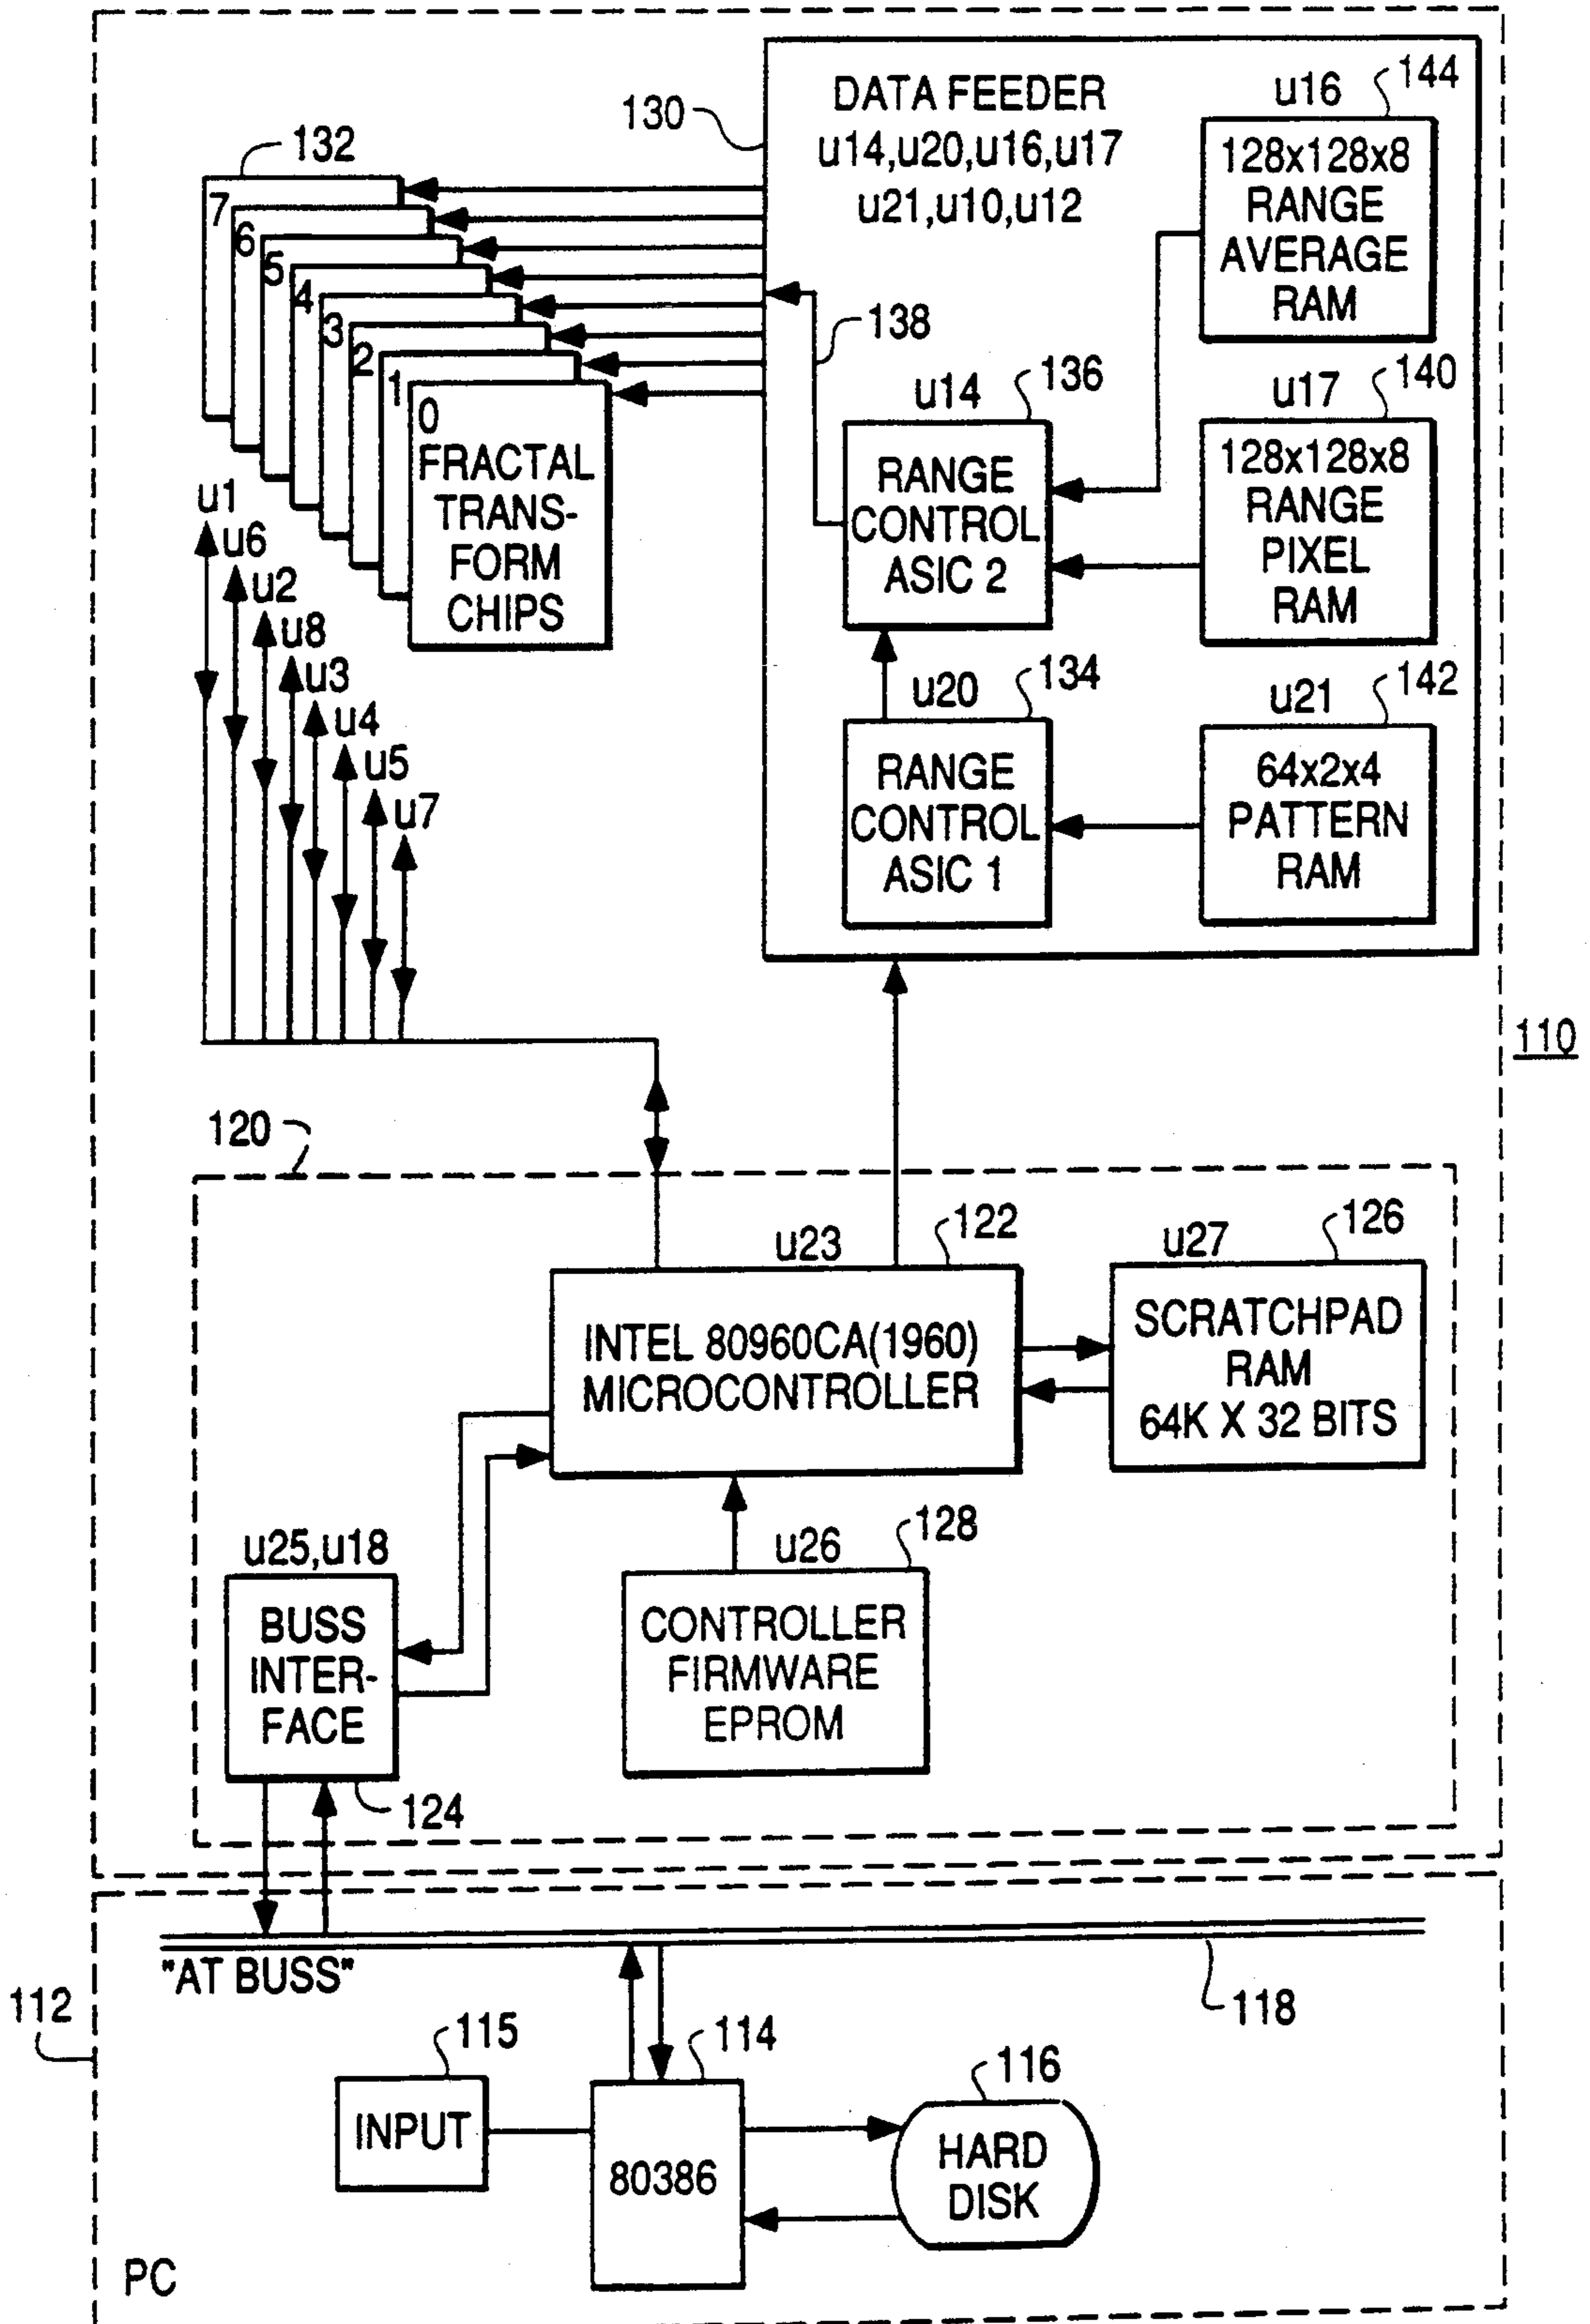 DATA FEEDER
u14,u20,u16,u17
u21,u10,u12
130
132
7
6
5
4
3
2
1
0
FRACTAL
TRANS-
FORM
CHIPS
u16
144
128x128x8
RANGE
AVERAGE
RAM
138
u14
136
RANGE
CONTROL
ASIC 2
u17
140
128x128x8
RANGE
PIXEL
RAM
u20
134
RANGE
CONTROL
ASIC 1
u21
142
64x2x4
PATTERN
RAM
u1
u6
u2
u8
u3
u4
u5
u7
110
120
u23
122
INTEL 80960CA(1960)
MICROCONTROLLER
u27
126
SCRATCHPAD
RAM
64K X 32 BITS
u25,u18
BUSS
INTER-
FACE
124
u26
128
CONTROLLER
FIRMWARE
EPROM
"AT BUSS"
118
112
115
INPUT
114
80386
116
HARD
DISK
PC